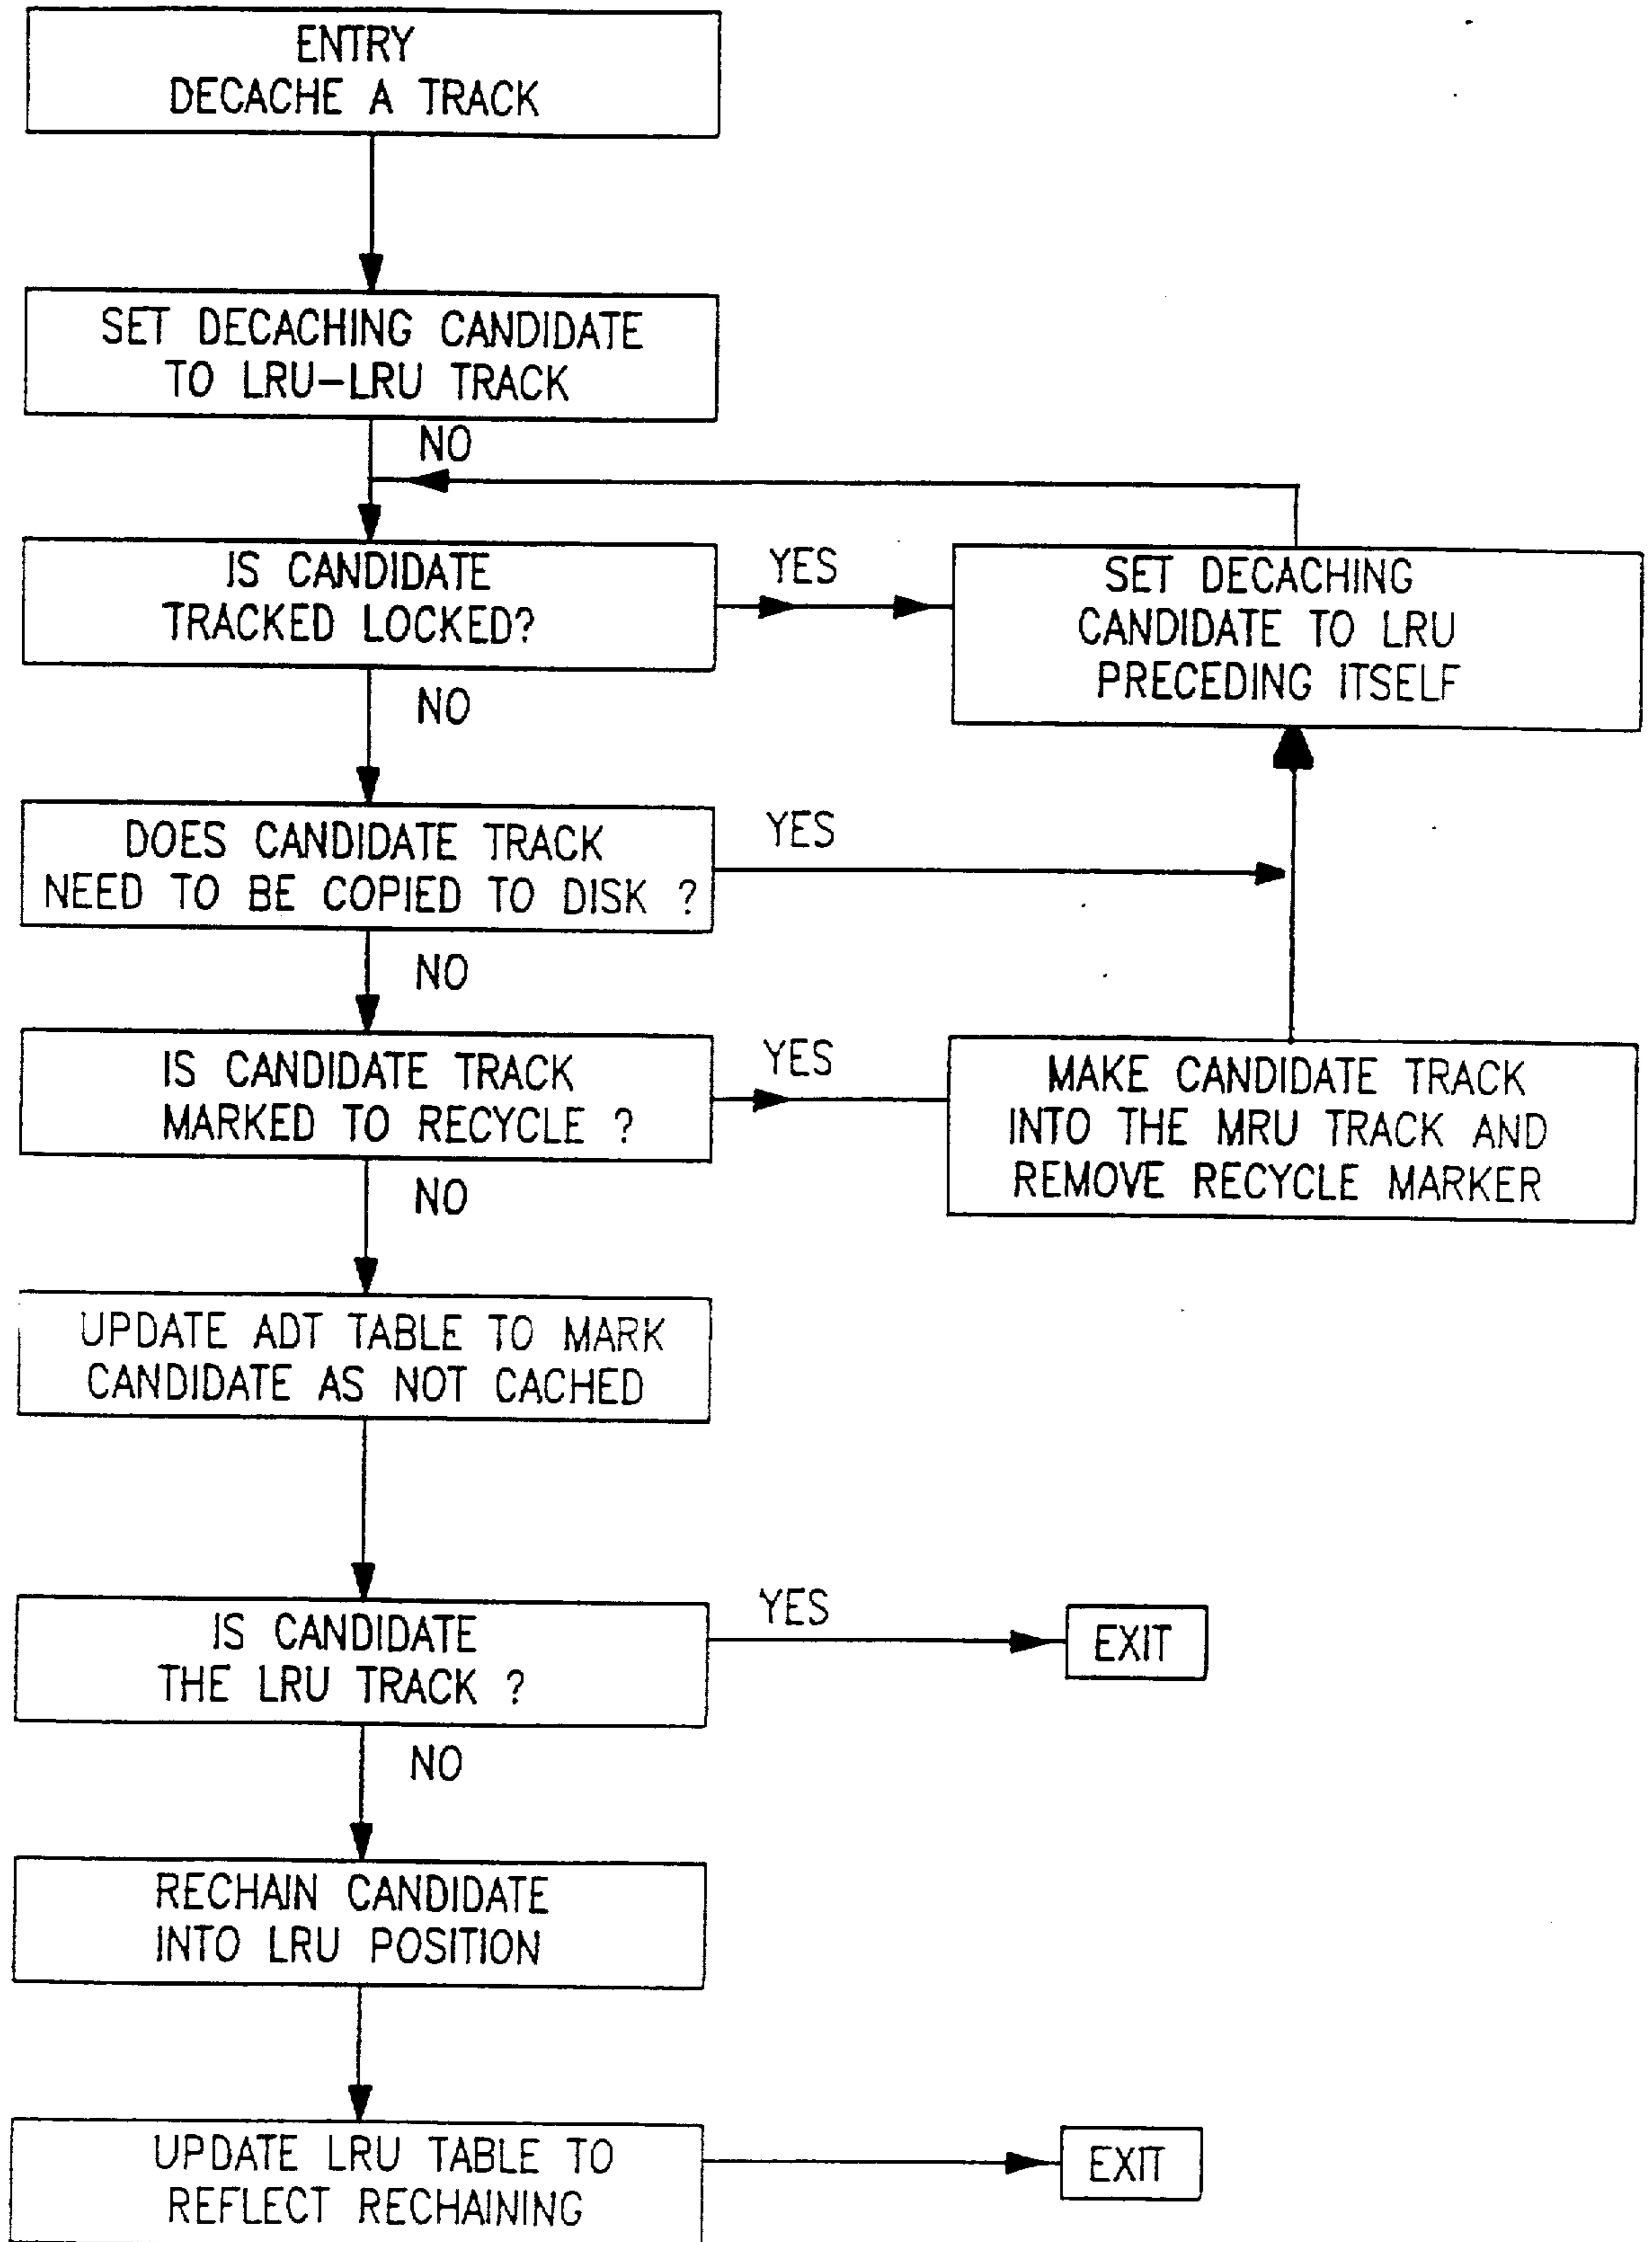 ENTRY
DECACHE A TRACK
SET DECACHING CANDIDATE
TO LRU-LRU TRACK
NO
IS CANDIDATE
TRACKED LOCKED?
YES
SET DECACHING
CANDIDATE TO LRU
PRECEDING ITSELF
NO
DOES CANDIDATE TRACK
NEED TO BE COPIED TO DISK ?
YES
NO
IS CANDIDATE TRACK
MARKED TO RECYCLE ?
YES
MAKE CANDIDATE TRACK
INTO THE MRU TRACK AND
REMOVE RECYCLE MARKER
NO
UPDATE ADT TABLE TO MARK
CANDIDATE AS NOT CACHED
IS CANDIDATE
THE LRU TRACK ?
YES
EXIT
NO
RECHAIN CANDIDATE
INTO LRU POSITION
UPDATE LRU TABLE TO
REFLECT RECHAINING
EXIT